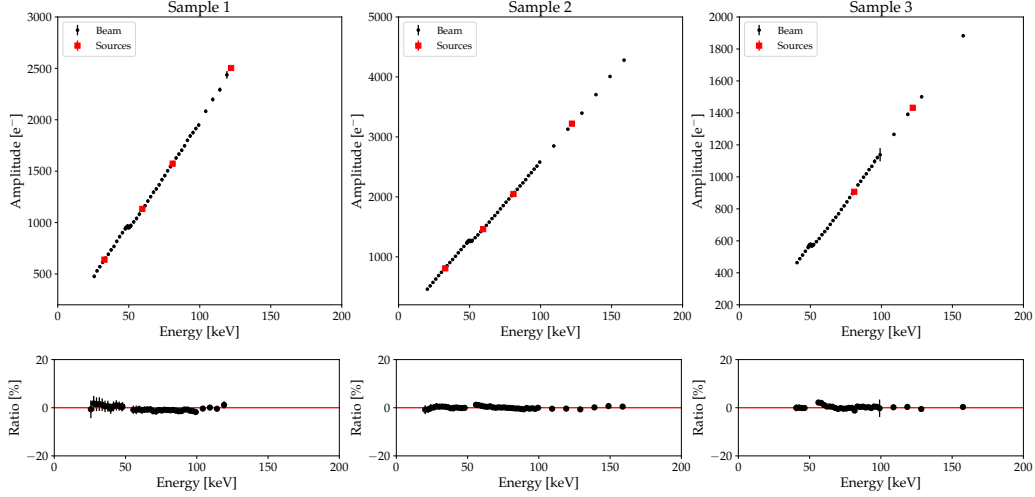 Sample 1
3000
2500
2000
1500
1000
500
Amplitude [e⁻]
Beam
Sources
0 50 100 150 200
Energy [keV]
20
0
−20
Ratio [%]
0 50 100 150 200
Energy [keV]
Sample 2
5000
4000
3000
2000
1000
Amplitude [e⁻]
Beam
Sources
0 50 100 150 200
Energy [keV]
20
0
−20
Ratio [%]
0 50 100 150 200
Energy [keV]
Sample 3
2000
1800
1600
1400
1200
1000
800
600
400
200
Amplitude [e⁻]
Beam
Sources
0 50 100 150 200
Energy [keV]
20
0
−20
Ratio [%]
0 50 100 150 200
Energy [keV]